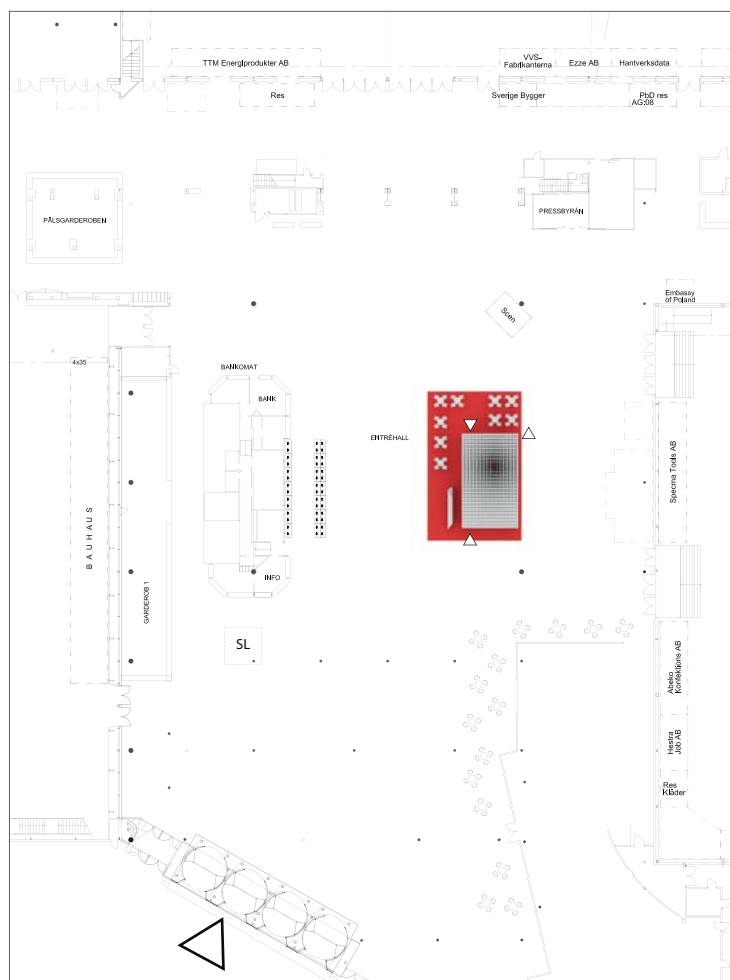 TTM Energiprodukter AB
VVS-
Fabrikanterna
Ezze AB
Hantverksdata
Res
Sverige Bygger
PbD res
AG:08
PÄLSGARDEROBEN
PRESSBYRÅN
Embassy
of Poland
Scen
4x35
BANKOMAT
BANK
ENTRÉHALL
Specma Tools AB
BAUHAUS
GARDEROB 1
INFO
SL
Abeko
Konfektions AB
Hestra
Job AB
Res
Kläder